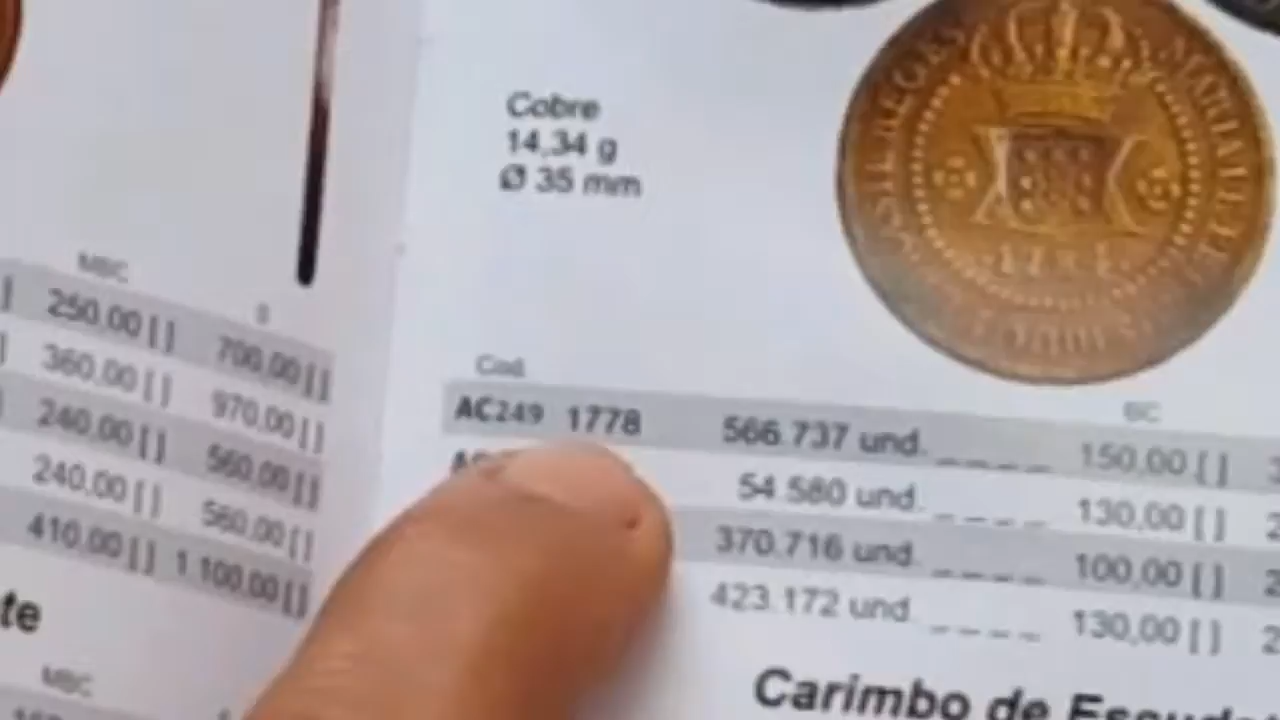 Cobre
14,34 g
Ø 35 mm
MBC
S
250,00 [ ] 700,00 [ ]
360,00 [ ] 970,00 [ ]
240,00 [ ] 560,00 [ ]
240,00 [ ] 560,00 [ ]
410,00 [ ] 1.100,00 [ ]
te
MBC
Cod.
BC
AC249 1778 566.737 und. _ _ _ _ 150,00 [ ]
54.580 und. _ _ _ _ 130,00 [ ]
370.716 und. _ _ _ _ 100,00 [ ]
423.172 und. _ _ _ _ 130,00 [ ]
Carimbo de